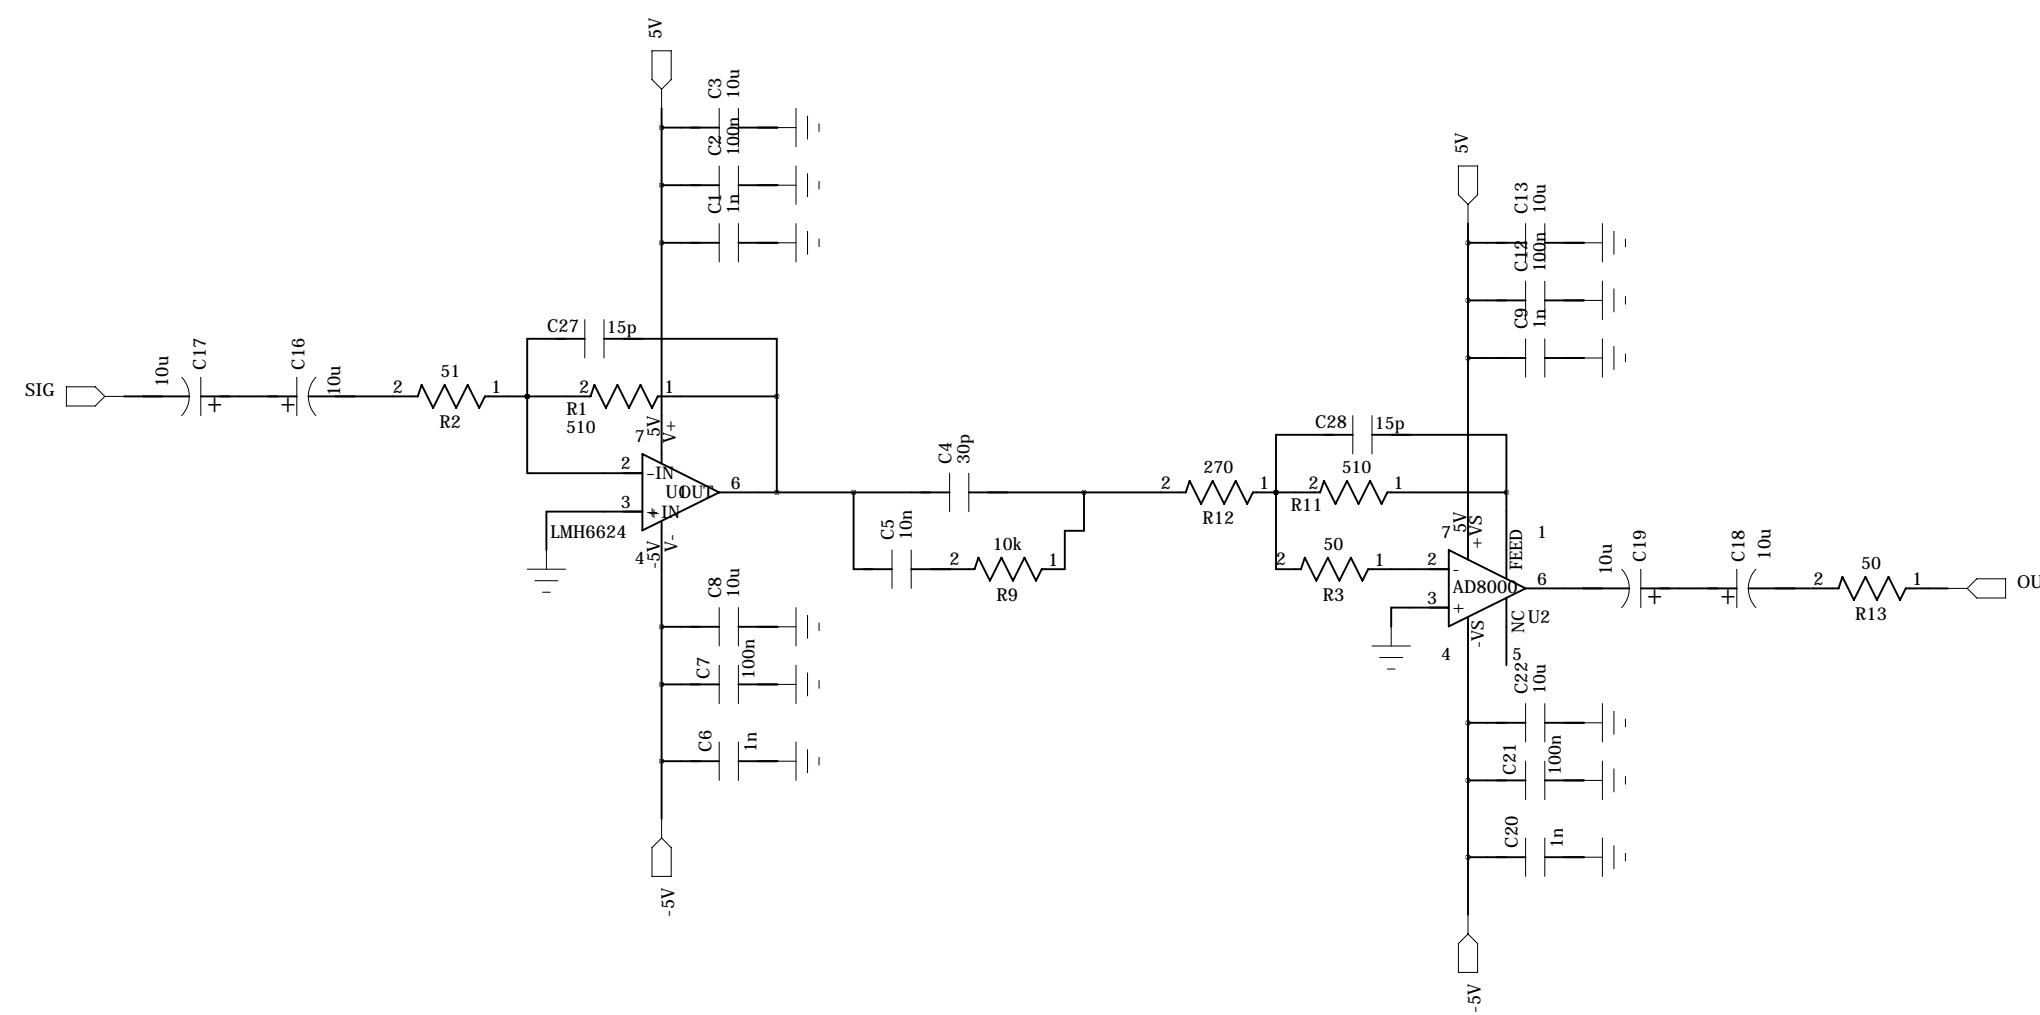 5V
C3
10u
C2
100n
C1
1n
5V
C13
10u
C12
100n
C9
1n
C27
15p
SIG
10u
C17
+
+
C16
10u
2
51
1
R2
2
1
R1
510
5V
7
V+
2
-IN
U1
OUT
6
3
+IN
LMH6624
4
-5V
V-
C4
30p
C5
10n
2
10k
1
R9
2
270
1
R12
C28
15p
510
2
1
R11
5V
7
+VS
FEED
1
2
50
1
R3
2
-
AD8000
6
3
+
NC
U2
-VS
4
5
10u
C19
+
+
C18
10u
2
50
1
R13
OU
C8
10u
C7
100n
C6
1n
-5V
C22
10u
C21
100n
C20
1n
-5V